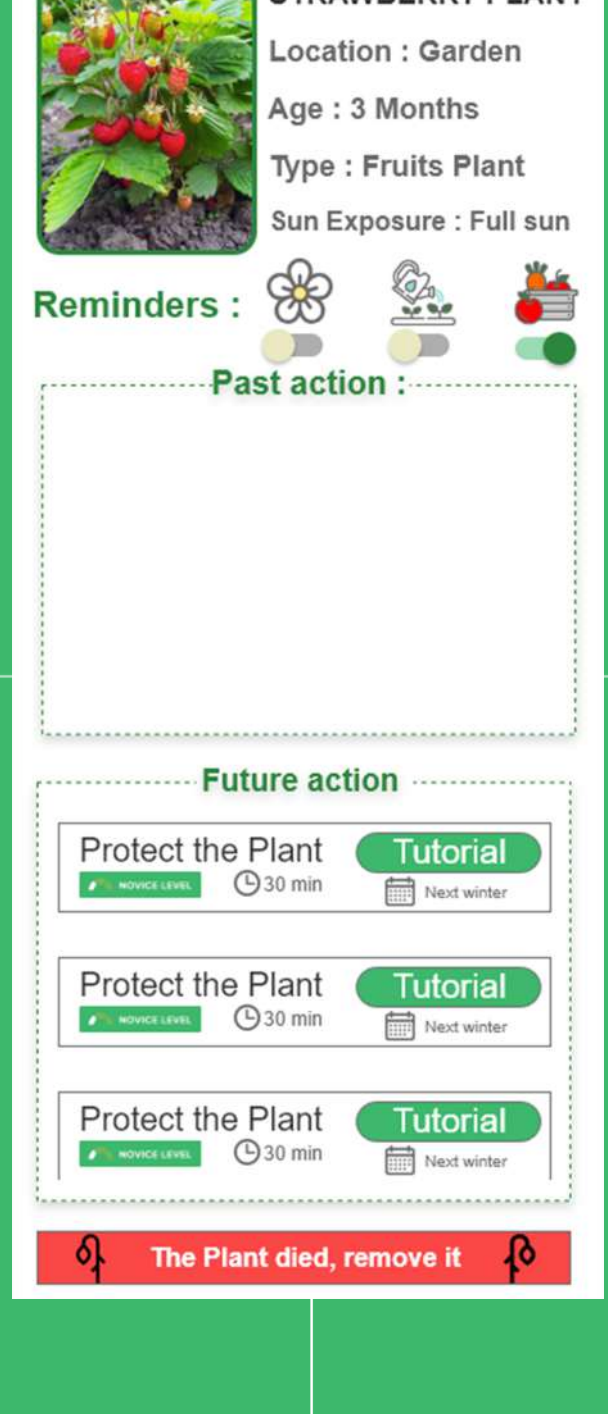 STRAWBERRY PLANT
Location : Garden
Age : 3 Months
Type : Fruits Plant
Sun Exposure : Full sun
Reminders :
Past action :
Future action
Protect the Plant
Tutorial
NOVICE LEVEL
30 min
Next winter
Protect the Plant
Tutorial
NOVICE LEVEL
30 min
Next winter
Protect the Plant
Tutorial
NOVICE LEVEL
30 min
Next winter
The Plant died, remove it